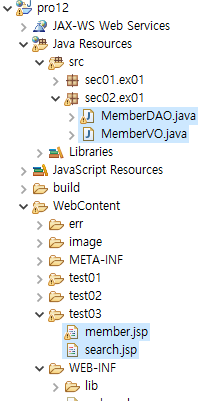 pro12
JAX-WS Web Services
Java Resources
src
sec01.ex01
sec02.ex01
MemberDAO.java
MemberVO.java
Libraries
JavaScript Resources
build
WebContent
err
image
META-INF
test01
test02
test03
member.jsp
search.jsp
WEB-INF
lib